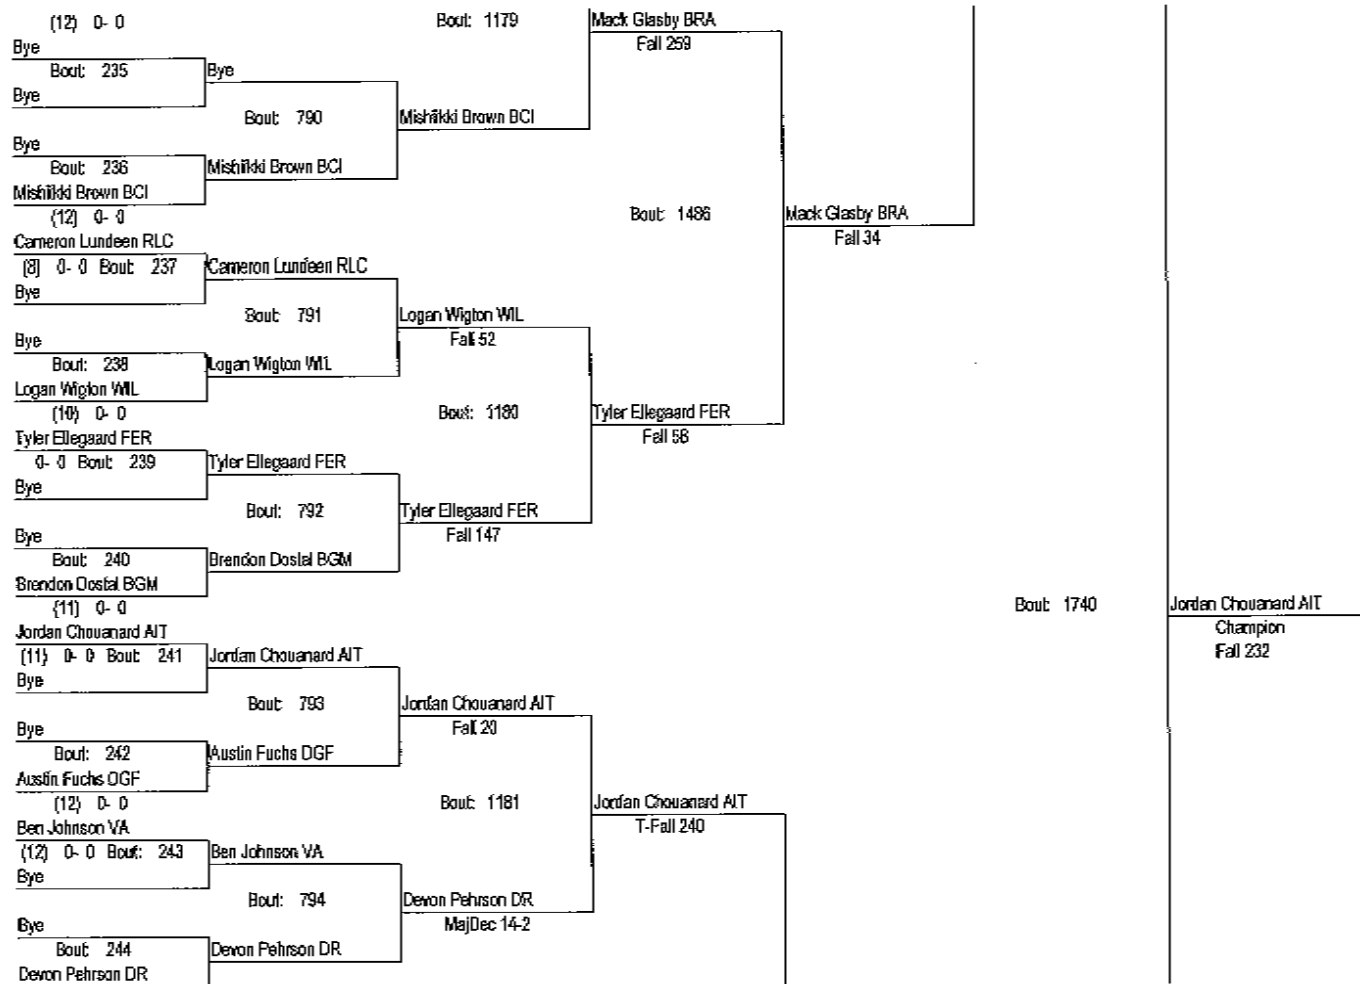 (12) 0- 0
Bout: 1179
Mack Glasby BRA
Fall 259
Bye
Bout: 235
Bye
Bye
Bout: 790
Mishiikki Brown BCI
Bye
Bout: 236
Mishiikki Brown BCI
Mishiikki Brown BCI
(12) 0- 0
Bout: 1486
Mack Glasby BRA
Fall 34
Cameron Lundeen RLC
(8) 0- 0 Bout: 237
Cameron Lundeen RLC
Bye
Bout: 791
Logan Wigton WIL
Fall 52
Bye
Bout: 238
Logan Wigton WIL
Logan Wigton WIL
(10) 0- 0
Bout: 1180
Tyler Ellegaard FER
Fall 56
Tyler Ellegaard FER
0- 0 Bout: 239
Tyler Ellegaard FER
Bye
Bout: 792
Tyler Ellegaard FER
Fall 147
Bye
Bout: 240
Brendon Dostal BGM
Brendon Dostal BGM
(11) 0- 0
Bout: 1740
Jordan Chouanard AIT
Champion
Fall 232
Jordan Chouanard AIT
(11) 0- 0 Bout: 241
Jordan Chouanard AIT
Bye
Bout: 793
Jordan Chouanard AIT
Fall 20
Bye
Bout: 242
Austin Fuchs DGF
Austin Fuchs DGF
(12) 0- 0
Bout: 1181
Jordan Chouanard AIT
T-Fall 240
Ben Johnson VA
(12) 0- 0 Bout: 243
Ben Johnson VA
Bye
Bout: 794
Devon Pehrson DR
MajDec 14-2
Bye
Bout: 244
Devon Pehrson DR
Devon Pehrson DR